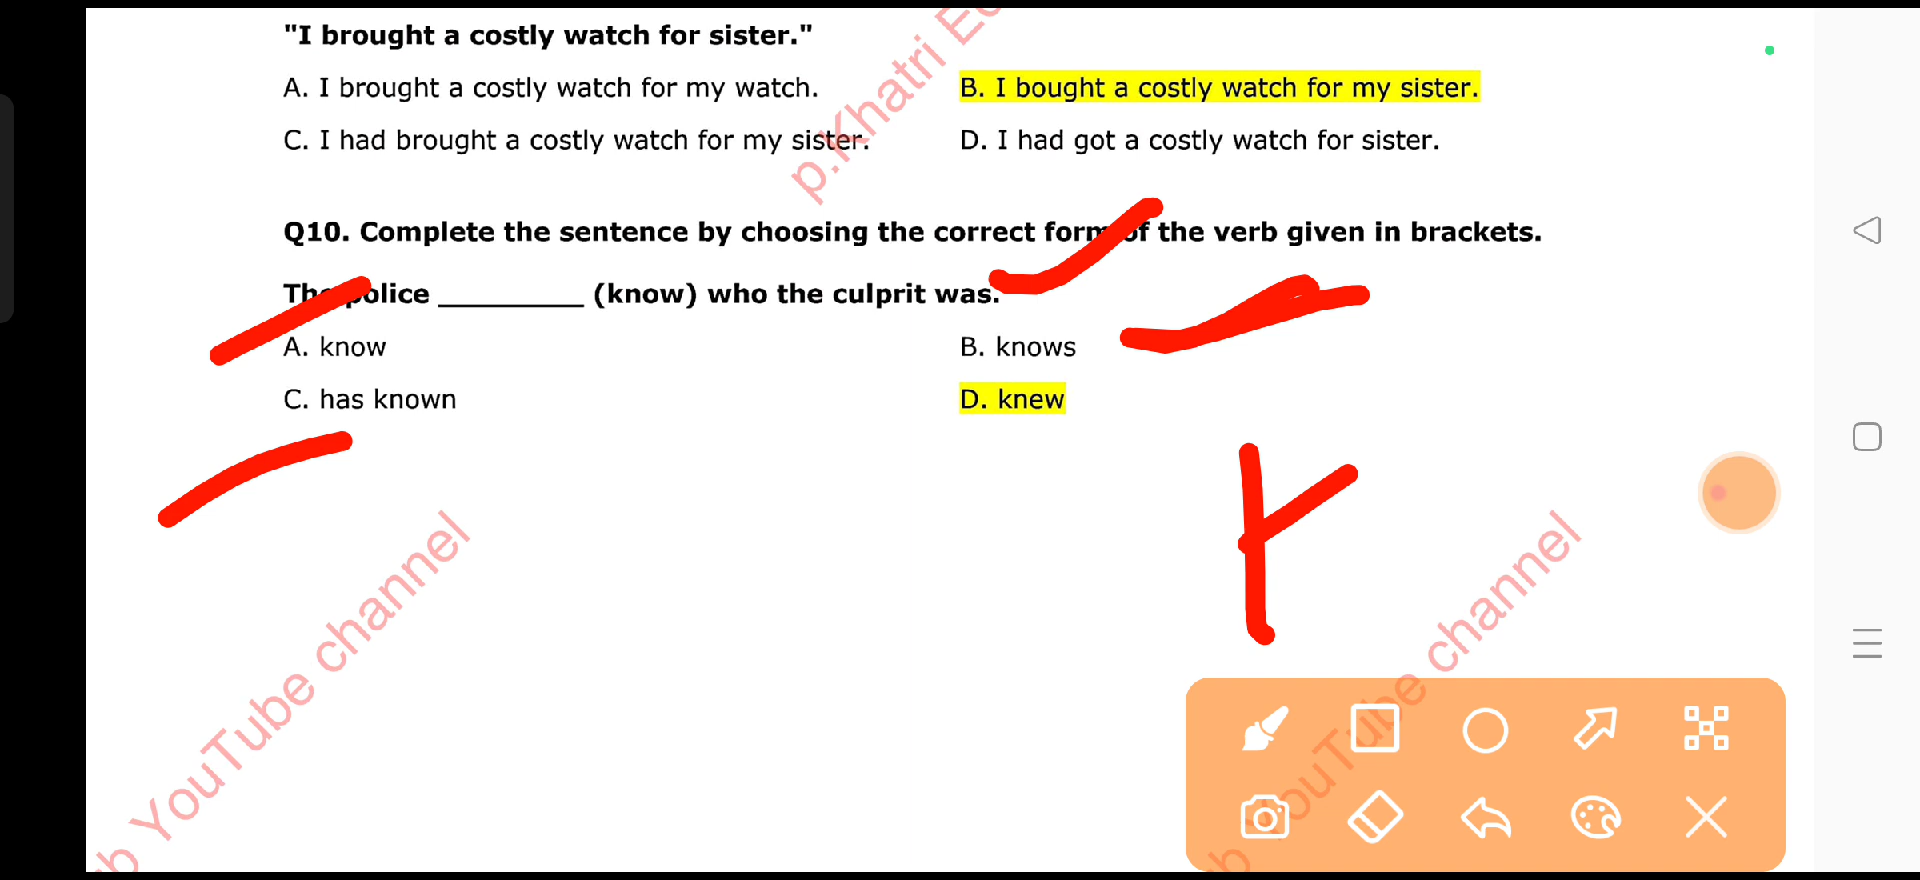 "I brought a costly watch for sister."
A. I brought a costly watch for my watch.
B. I bought a costly watch for my sister.
C. I had brought a costly watch for my sister.
D. I had got a costly watch for sister.
p.Khatri
Q10. Complete the sentence by choosing the correct form of the verb given in brackets.
The police __________ (know) who the culprit was.
A. know
B. knows
C. has known
D. knew
b YouTube channel
b YouTube channel